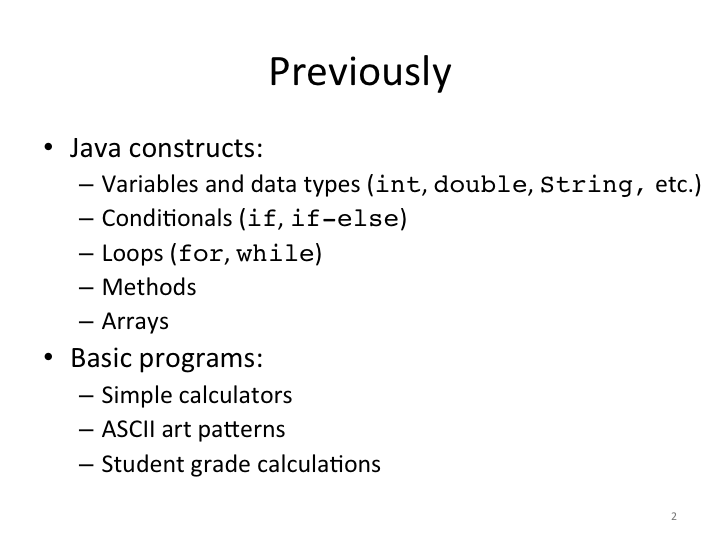 Previously
• Java constructs:
– Variables and data types (int, double, String, etc.)
– Conditionals (if, if-else)
– Loops (for, while)
– Methods
– Arrays
• Basic programs:
– Simple calculators
– ASCII art patterns
– Student grade calculations
2